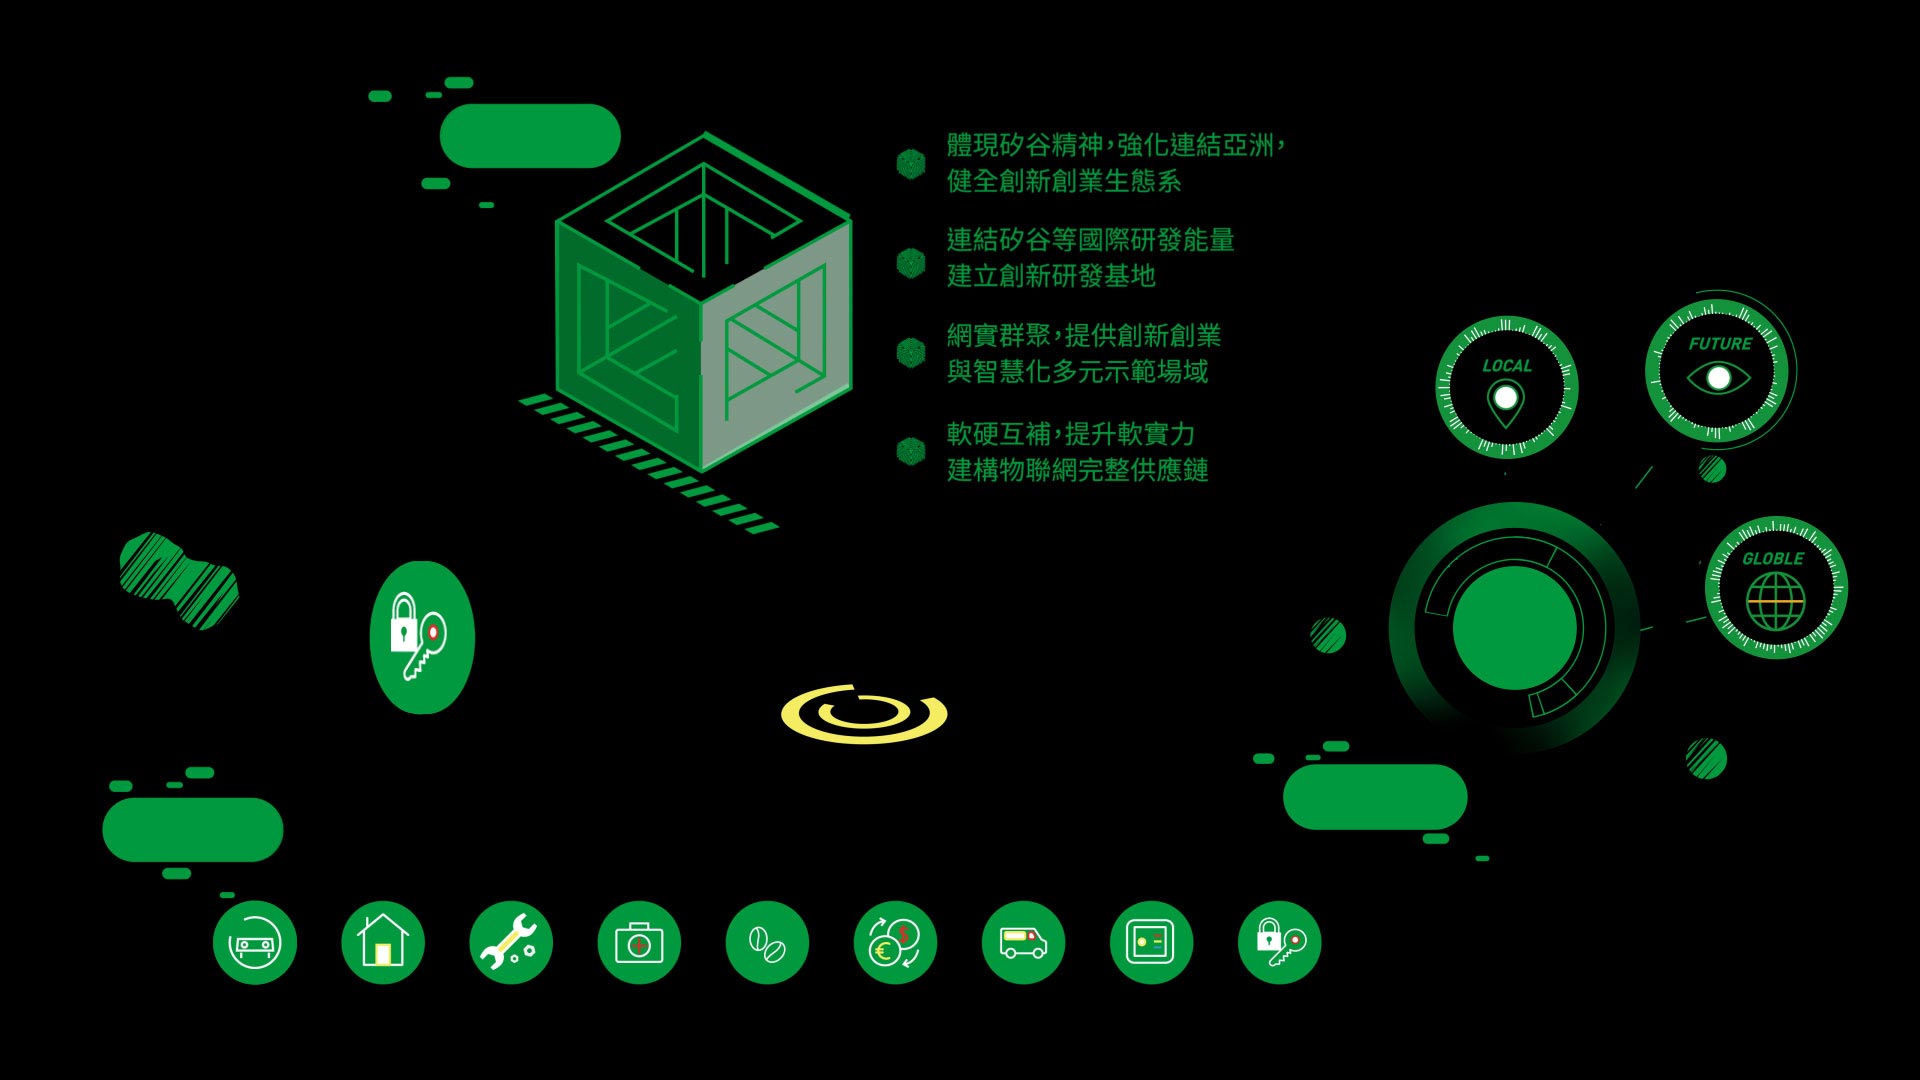 體現矽谷精神，強化連結亞洲，
健全創新創業生態系
連結矽谷等國際研發能量
建立創新研發基地
網實群聚，提供創新創業
與智慧化多元示範場域
軟硬互補，提升軟實力
建構物聯網完整供應鏈
LOCAL
FUTURE
GLOBLE
$
€